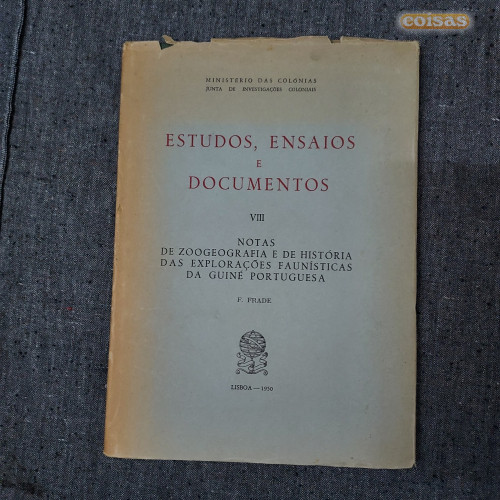 coisas
MINISTÉRIO DAS COLÓNIAS
JUNTA DE INVESTIGAÇÕES COLONIAIS
ESTUDOS, ENSAIOS
E
DOCUMENTOS
VIII
NOTAS
DE ZOOGEOGRAFIA E DE HISTÓRIA
DAS EXPLORAÇÕES FAUNÍSTICAS
DA GUINÉ PORTUGUESA
F. FRADE
LISBOA — 1950